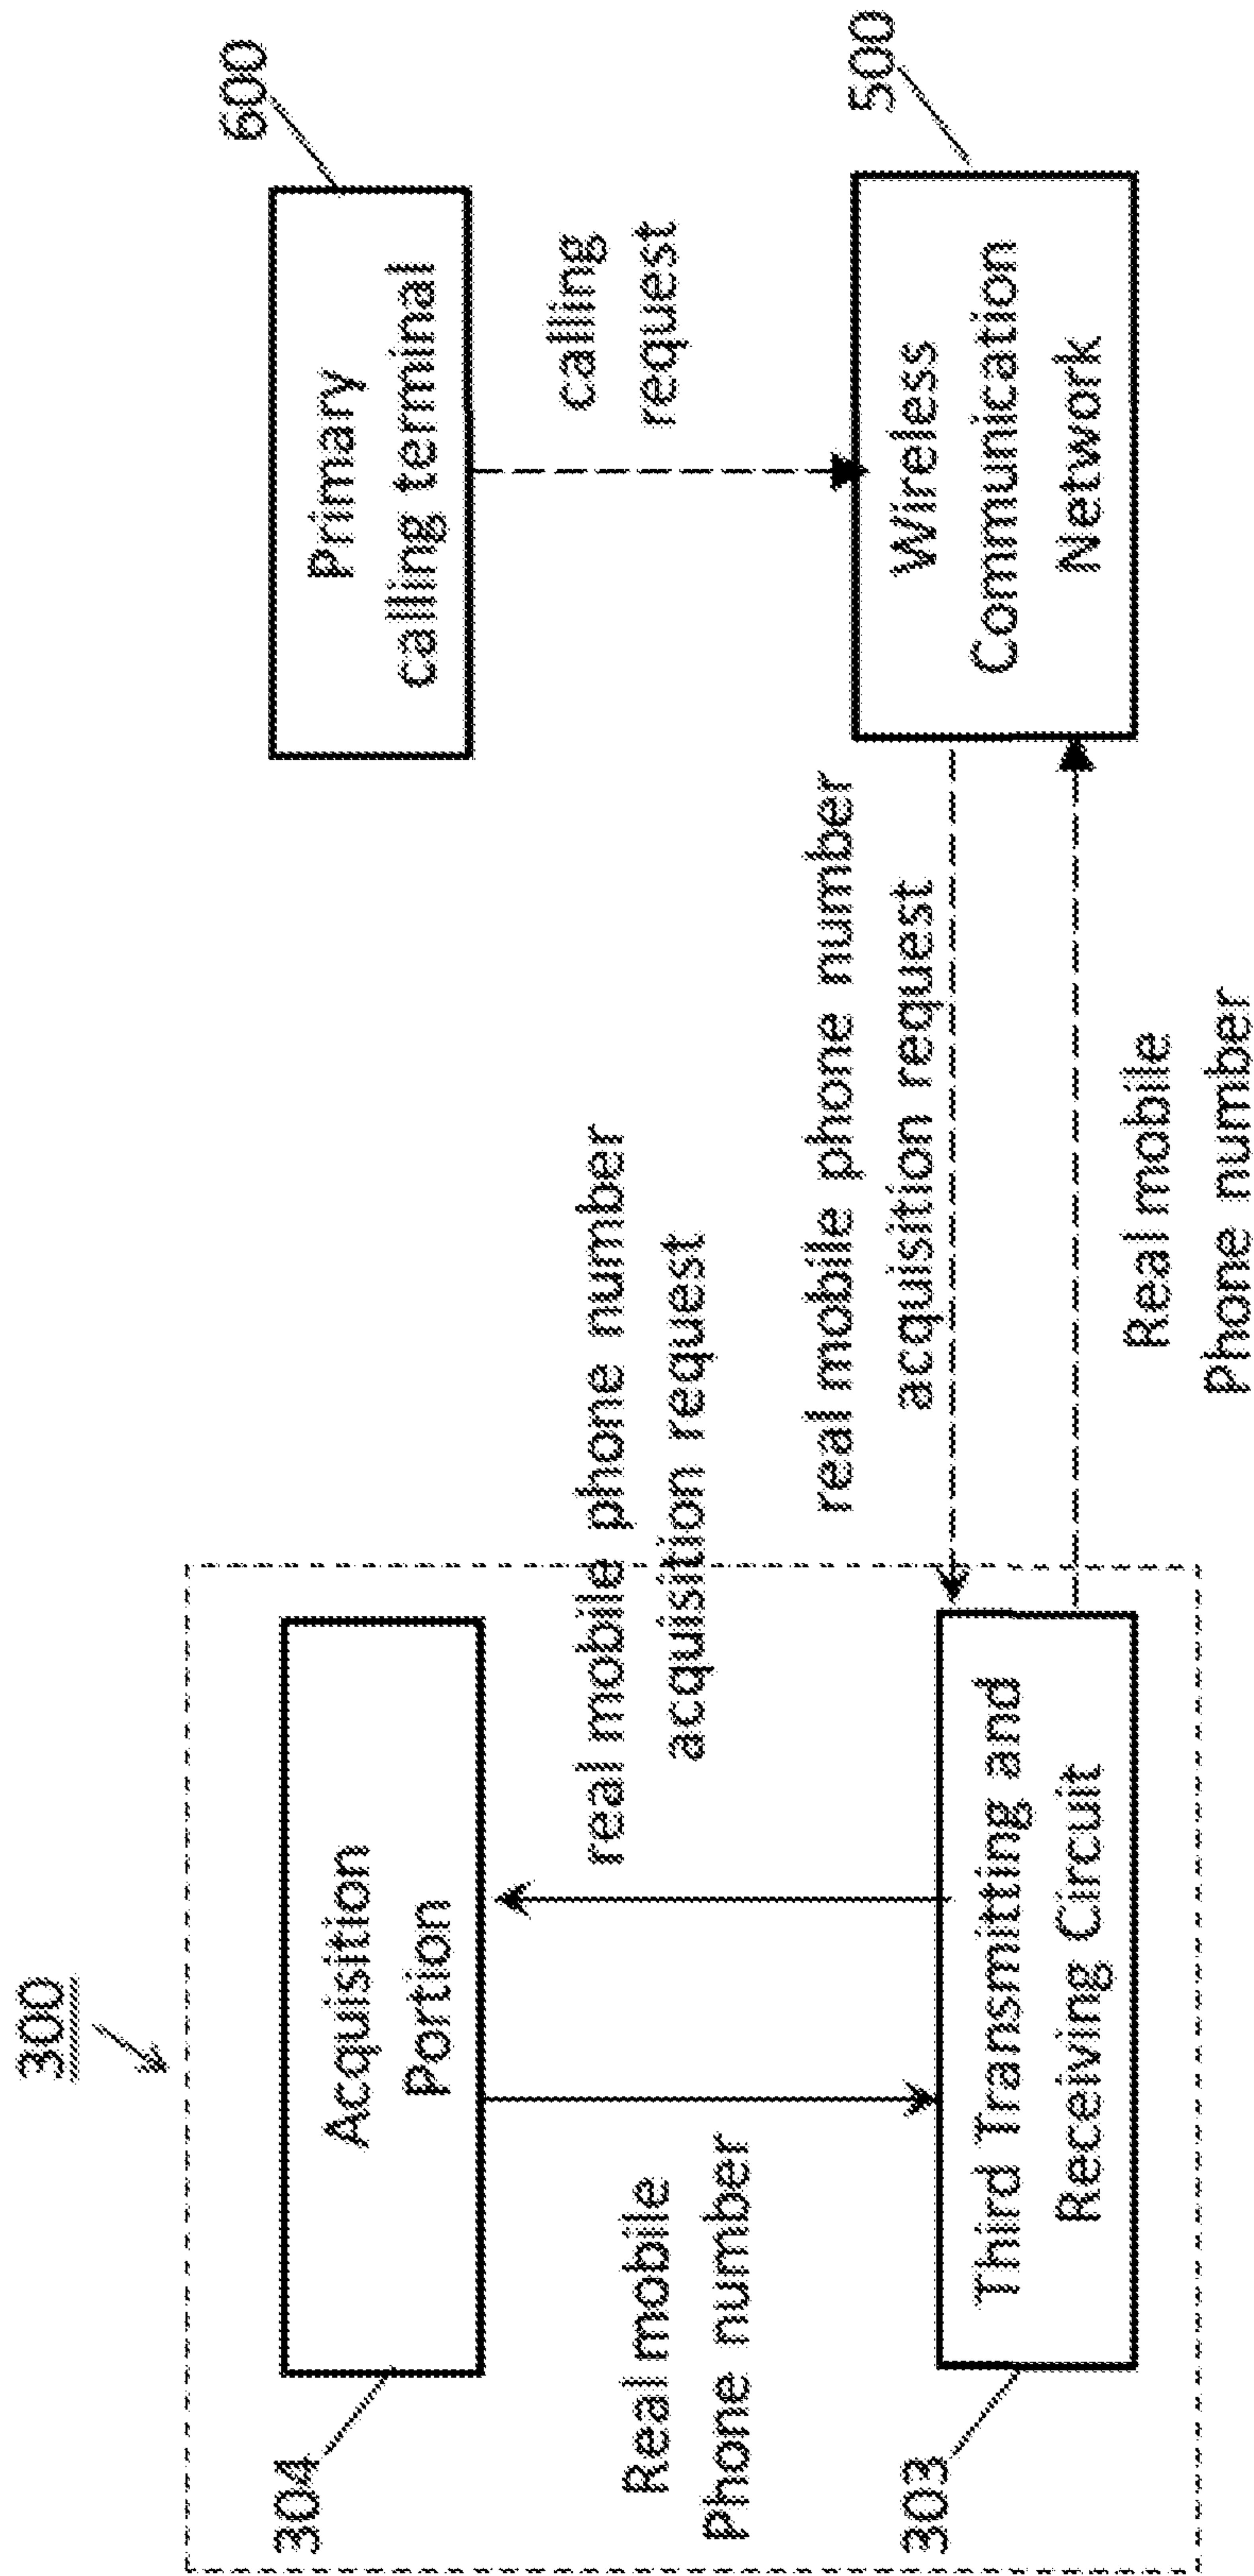 300
304
Acquisition
Portion
Real mobile
Phone number
real mobile phone number
acquisition request
303
Third Transmitting and
Receiving Circuit
600
Primary
calling terminal
calling
request
real mobile phone number
acquisition request
Real mobile
Phone number
500
Wireless
Communication
Network